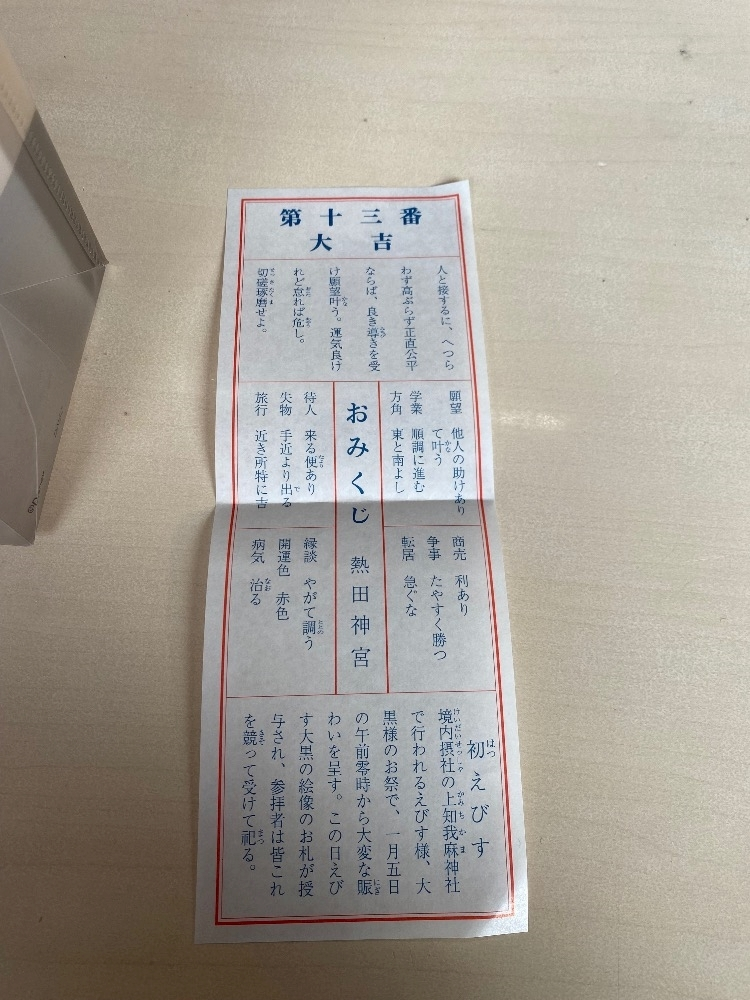 第十三番
大吉
人と接するに、へつら
わず高ぶらず正直公平
ならば、良き導きを受
け願望叶う。運気良け
れど怠れば危し。
切磋琢磨せよ。
願望 他人の助けあり
て叶う
学業 順調に進む
方角 東と南よし
商売 利あり
争事 たやすく勝つ
転居 急ぐな
おみくじ 熱田神宮
待人 来る便あり
失物 手近より出る
旅行 近き所特に吉
縁談 やがて調う
開運色 赤色
病気 治る
初えびす
境内摂社の上知我麻神社
で行われるえびす様、大
黒様のお祭で、一月五日
の午前零時から大変な賑
わいを呈す。この日えび
す大黒の絵像のお札が授
与され、参拝者は皆これ
を競って受けて祀る。